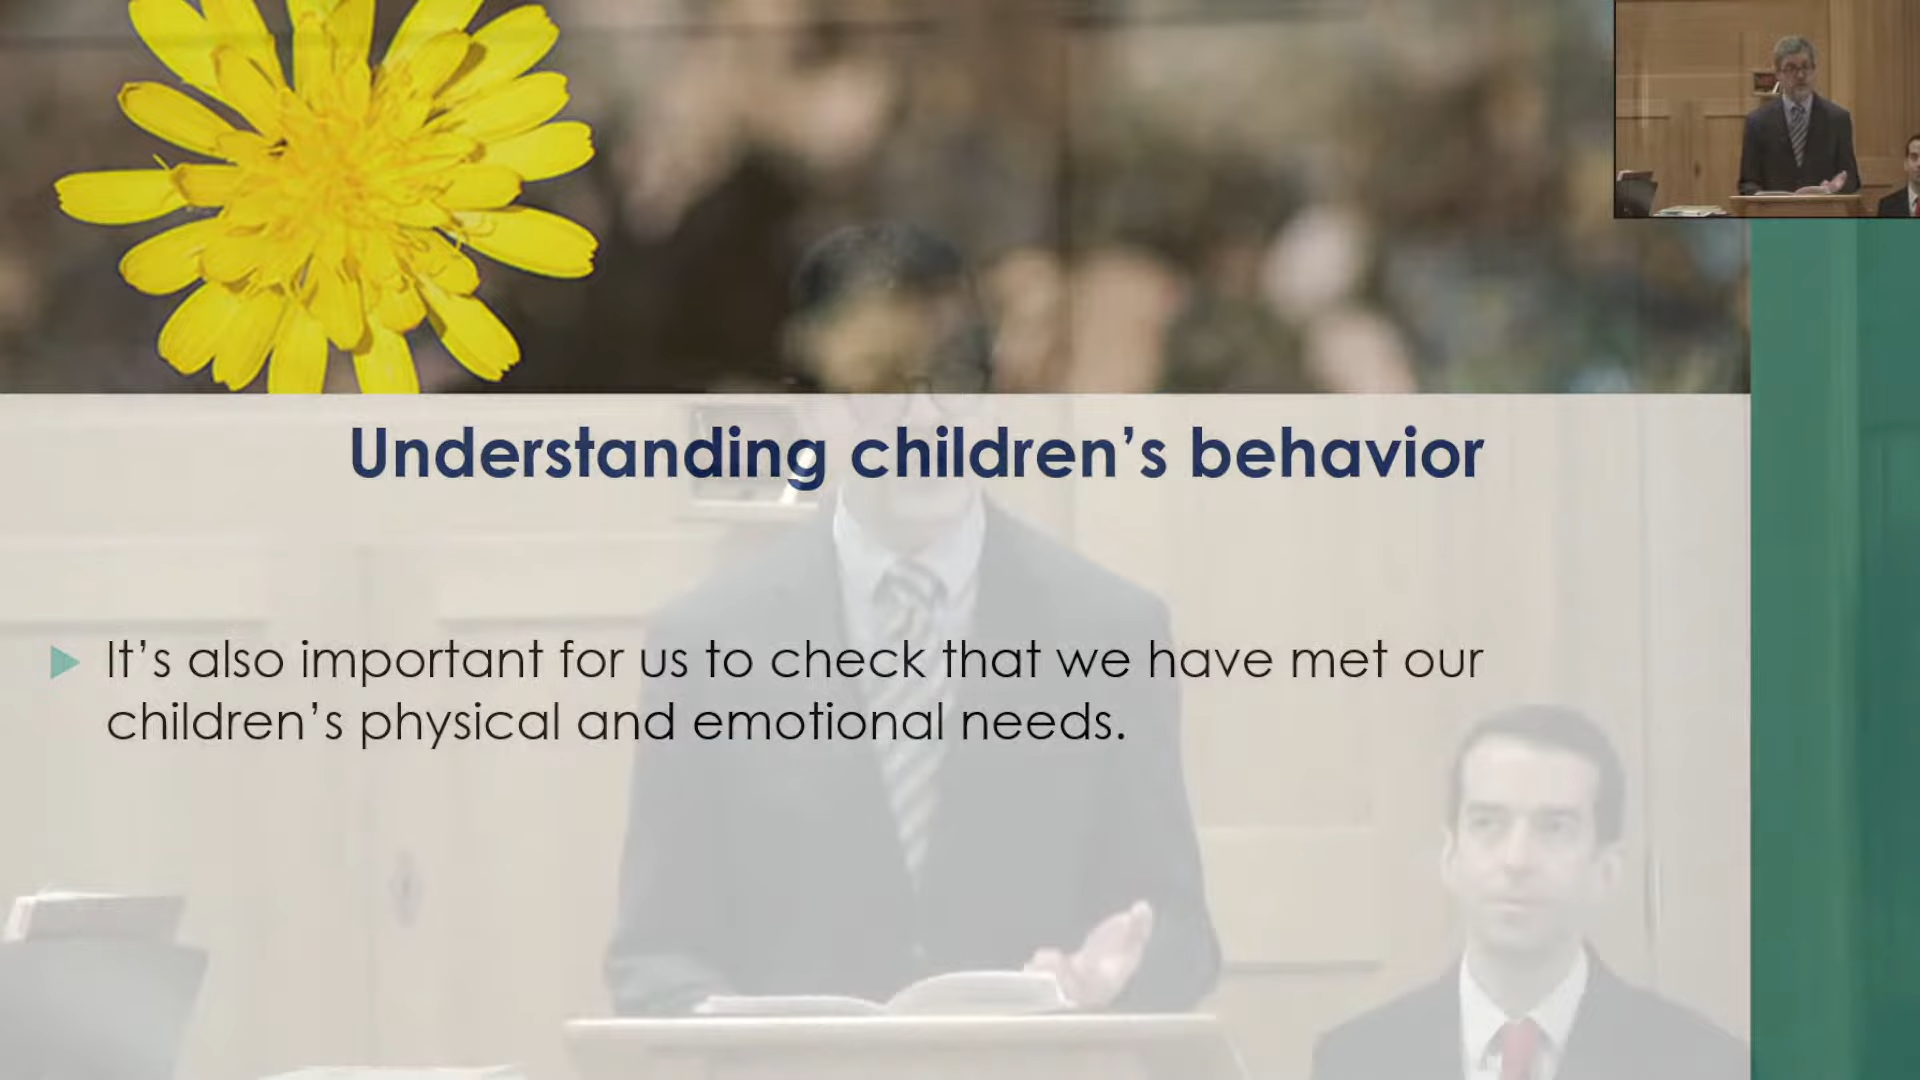 Understanding children’s behavior
It’s also important for us to check that we have met our
children’s physical and emotional needs.